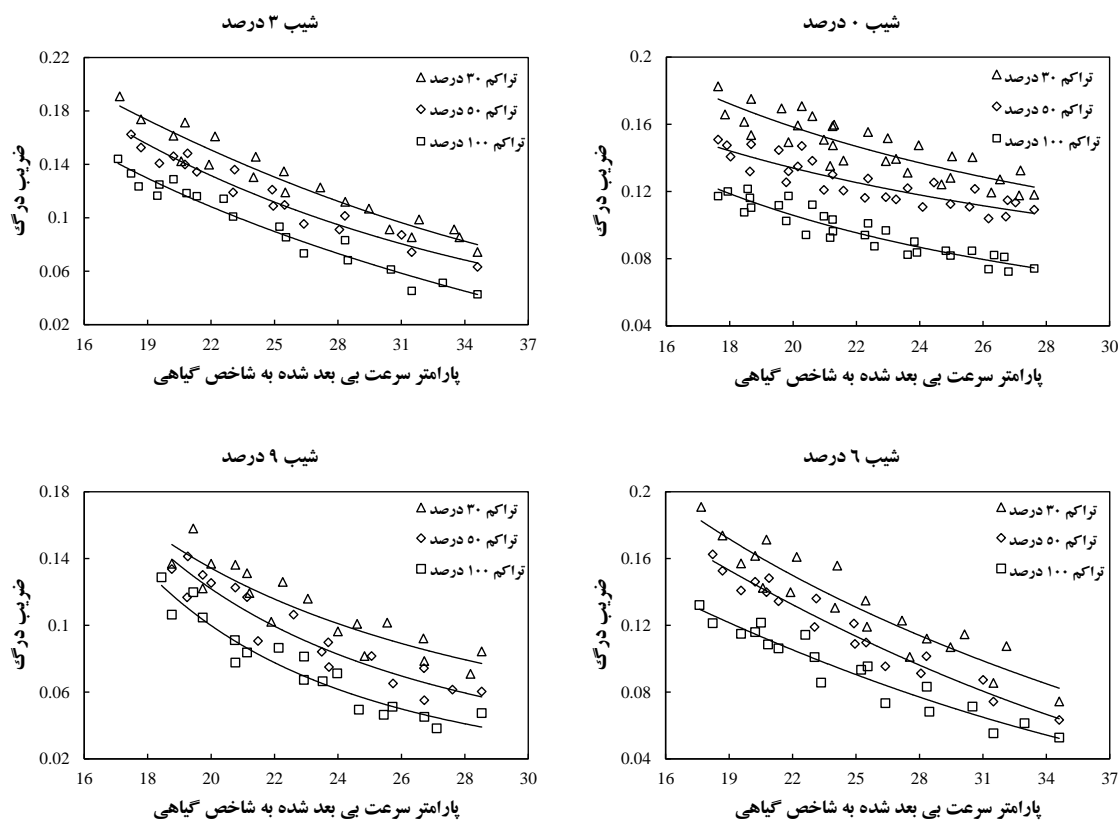 شیب ۰ درصد
0.2
0.16
0.12
0.08
0.04
ضریب درگ
تراکم ۳۰ درصد
تراکم ۵۰ درصد
تراکم ۱۰۰ درصد
16 18 20 22 24 26 28 30
پارامتر سرعت بی بعد شده به شاخص گیاهی
شیب ۳ درصد
0.22
0.18
0.14
0.1
0.06
0.02
ضریب درگ
تراکم ۳۰ درصد
تراکم ۵۰ درصد
تراکم ۱۰۰ درصد
16 19 22 25 28 31 34 37
پارامتر سرعت بی بعد شده به شاخص گیاهی
شیب ۶ درصد
0.2
0.16
0.12
0.08
0.04
ضریب درگ
تراکم ۳۰ درصد
تراکم ۵۰ درصد
تراکم ۱۰۰ درصد
16 19 22 25 28 31 34 37
پارامتر سرعت بی بعد شده به شاخص گیاهی
شیب ۹ درصد
0.18
0.14
0.1
0.06
0.02
ضریب درگ
تراکم ۳۰ درصد
تراکم ۵۰ درصد
تراکم ۱۰۰ درصد
16 18 20 22 24 26 28 30
پارامتر سرعت بی بعد شده به شاخص گیاهی